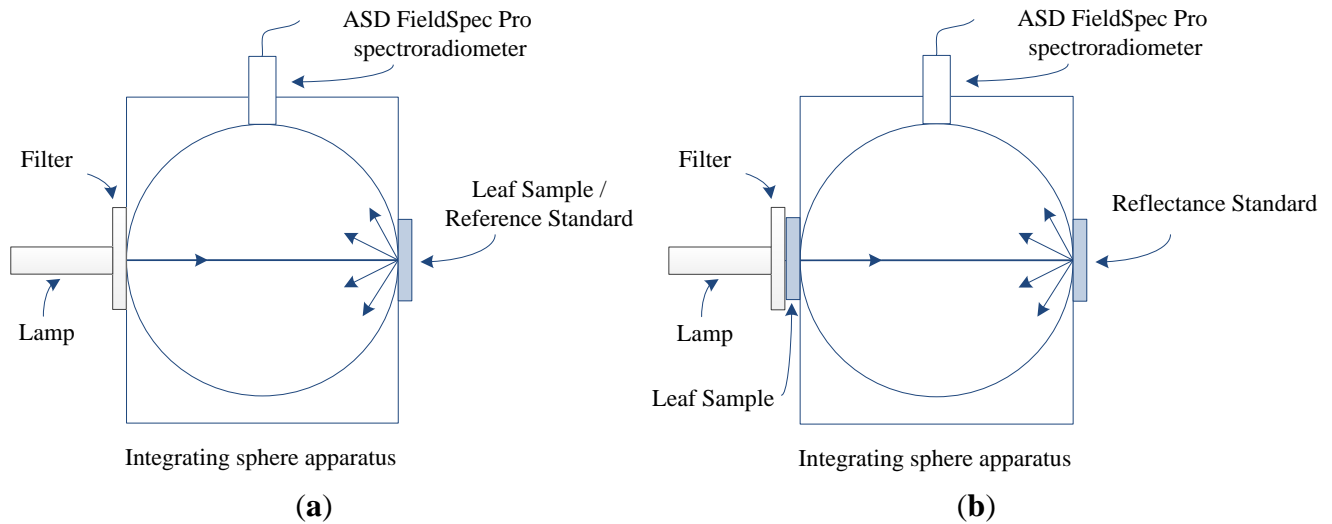 ASD FieldSpec Pro
spectroradiometer
Filter
Leaf Sample /
Reference Standard
Lamp
Integrating sphere apparatus
(a)
ASD FieldSpec Pro
spectroradiometer
Filter
Reflectance Standard
Lamp
Leaf Sample
Integrating sphere apparatus
(b)